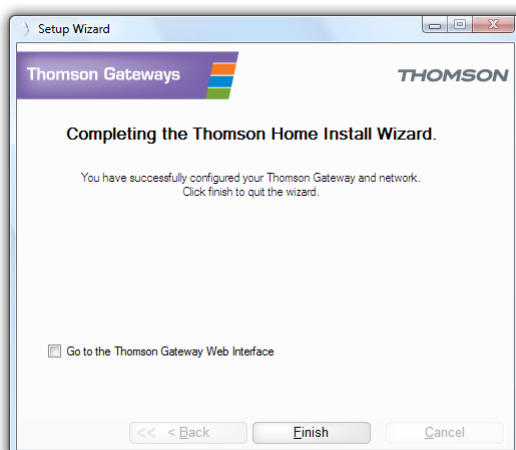 Setup Wizard
Thomson Gateways
THOMSON
Completing the Thomson Home Install Wizard.
You have successfully configured your Thomson Gateway and network.
Click finish to quit the wizard.
Go to the Thomson Gateway Web Interface
<< < Back Finish Cancel